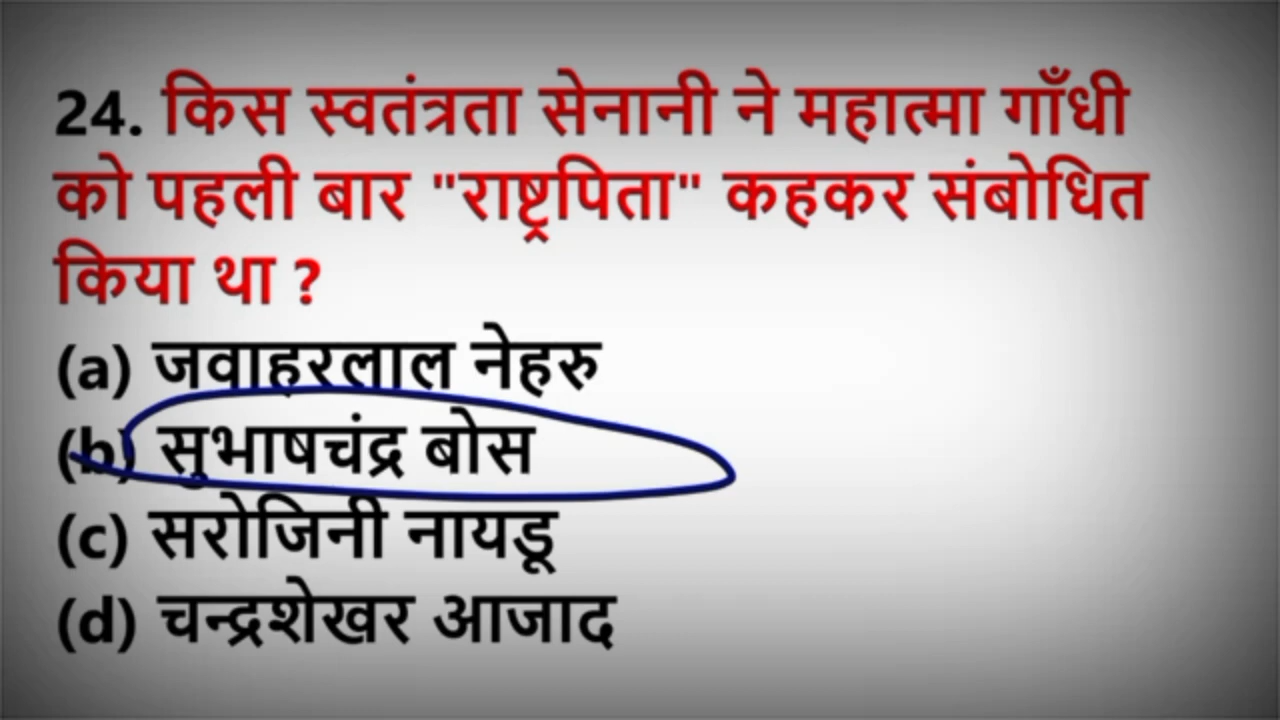 24. किस स्वतंत्रता सेनानी ने महात्मा गाँधी
को पहली बार "राष्ट्रपिता" कहकर संबोधित
किया था ?
(a) जवाहरलाल नेहरु
(b) सुभाषचंद्र बोस
(c) सरोजिनी नायडू
(d) चन्द्रशेखर आजाद